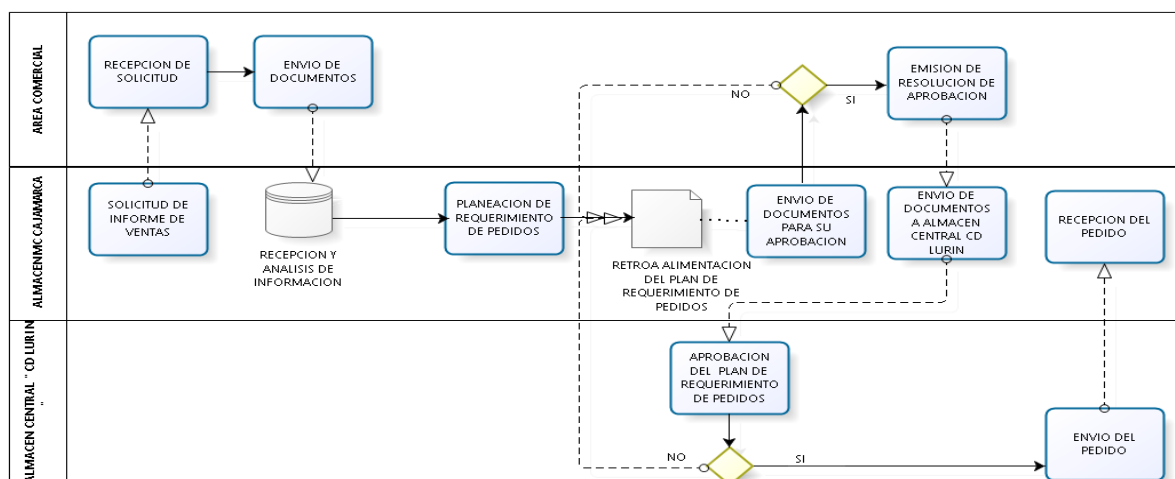 AREA COMERCIAL
RECEPCION DE
SOLICITUD
ENVIO DE
DOCUMENTOS
NO
SI
EMISION DE
RESOLUCION DE
APROBACION
ALMACEN MC CAJAMARCA
SOLICITUD DE
INFORME DE
VENTAS
RECEPCION Y
ANALISIS DE
INFORMACION
PLANEACION DE
REQUERIMIENTO
DE PEDIDOS
RETROA ALIMENTACION
DEL PLAN DE
REQUERIMIENTO DE
PEDIDOS
ENVIO DE
DOCUMENTOS
PARA SU
APROBACION
ENVIO DE
DOCUMENTOS
A ALMACEN
CENTRAL CD
LURIN
RECEPCION DEL
PEDIDO
ALMACEN CENTRAL " CD LURIN
"
APROBACION
DEL PLAN DE
REQUERIMIENTO
DE PEDIDOS
NO
SI
ENVIO DEL
PEDIDO